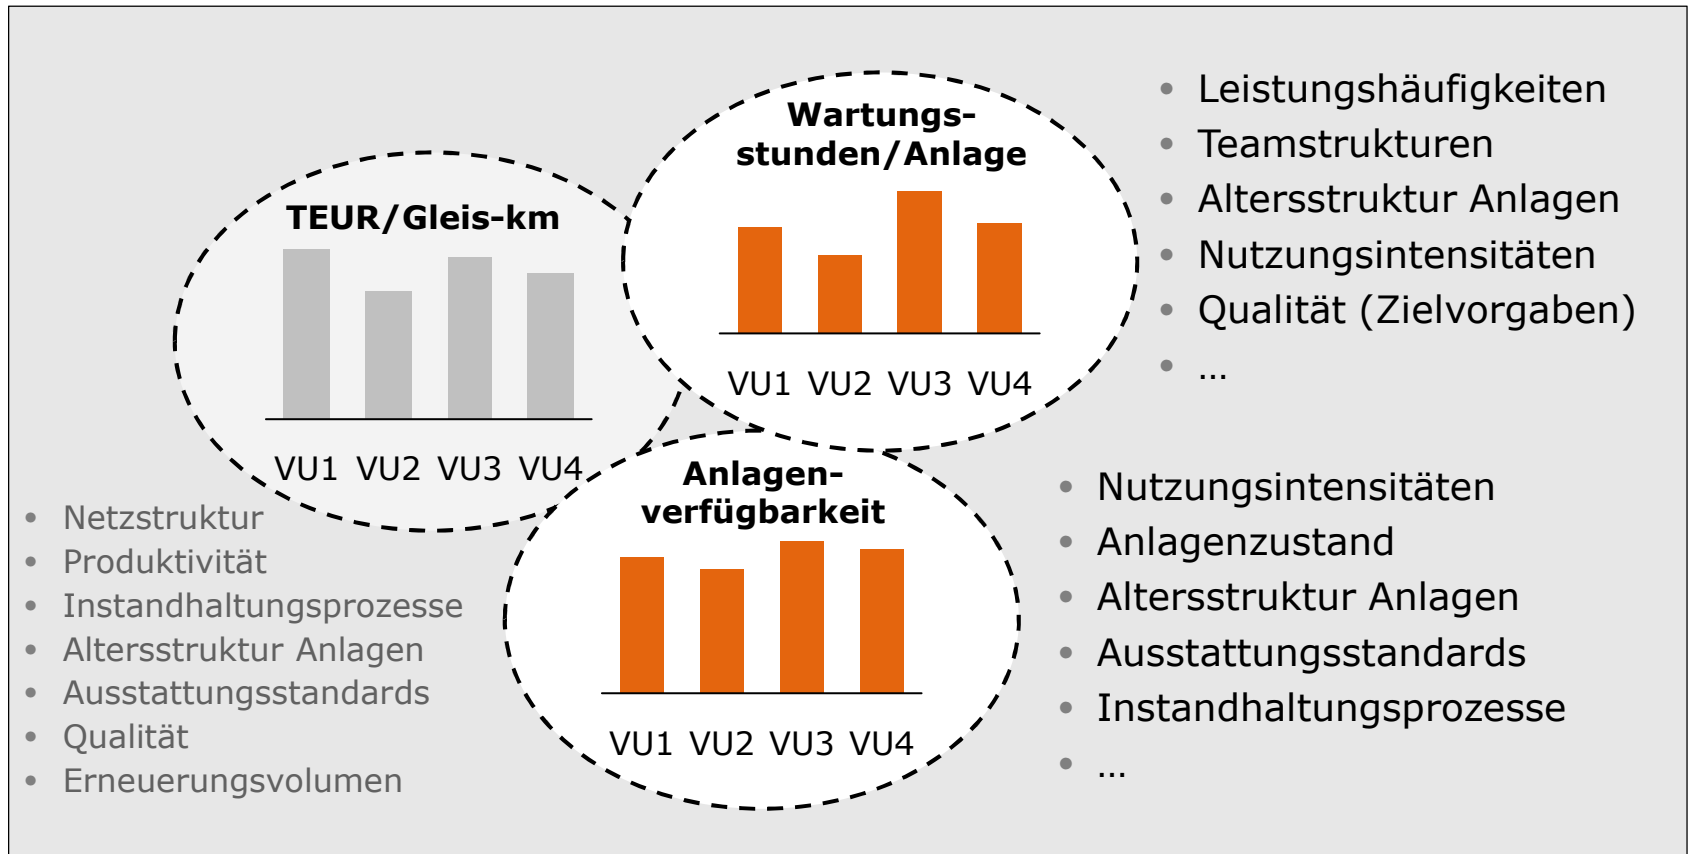 TEUR/Gleis-km
VU1 VU2 VU3 VU4
• Netzstruktur
• Produktivität
• Instandhaltungsprozesse
• Altersstruktur Anlagen
• Ausstattungsstandards
• Qualität
• Erneuerungsvolumen
Wartungs-
stunden/Anlage
VU1 VU2 VU3 VU4
• Leistungshäufigkeiten
• Teamstrukturen
• Altersstruktur Anlagen
• Nutzungsintensitäten
• Qualität (Zielvorgaben)
• ...
Anlagen-
verfügbarkeit
VU1 VU2 VU3 VU4
• Nutzungsintensitäten
• Anlagenzustand
• Altersstruktur Anlagen
• Ausstattungsstandards
• Instandhaltungsprozesse
• ...